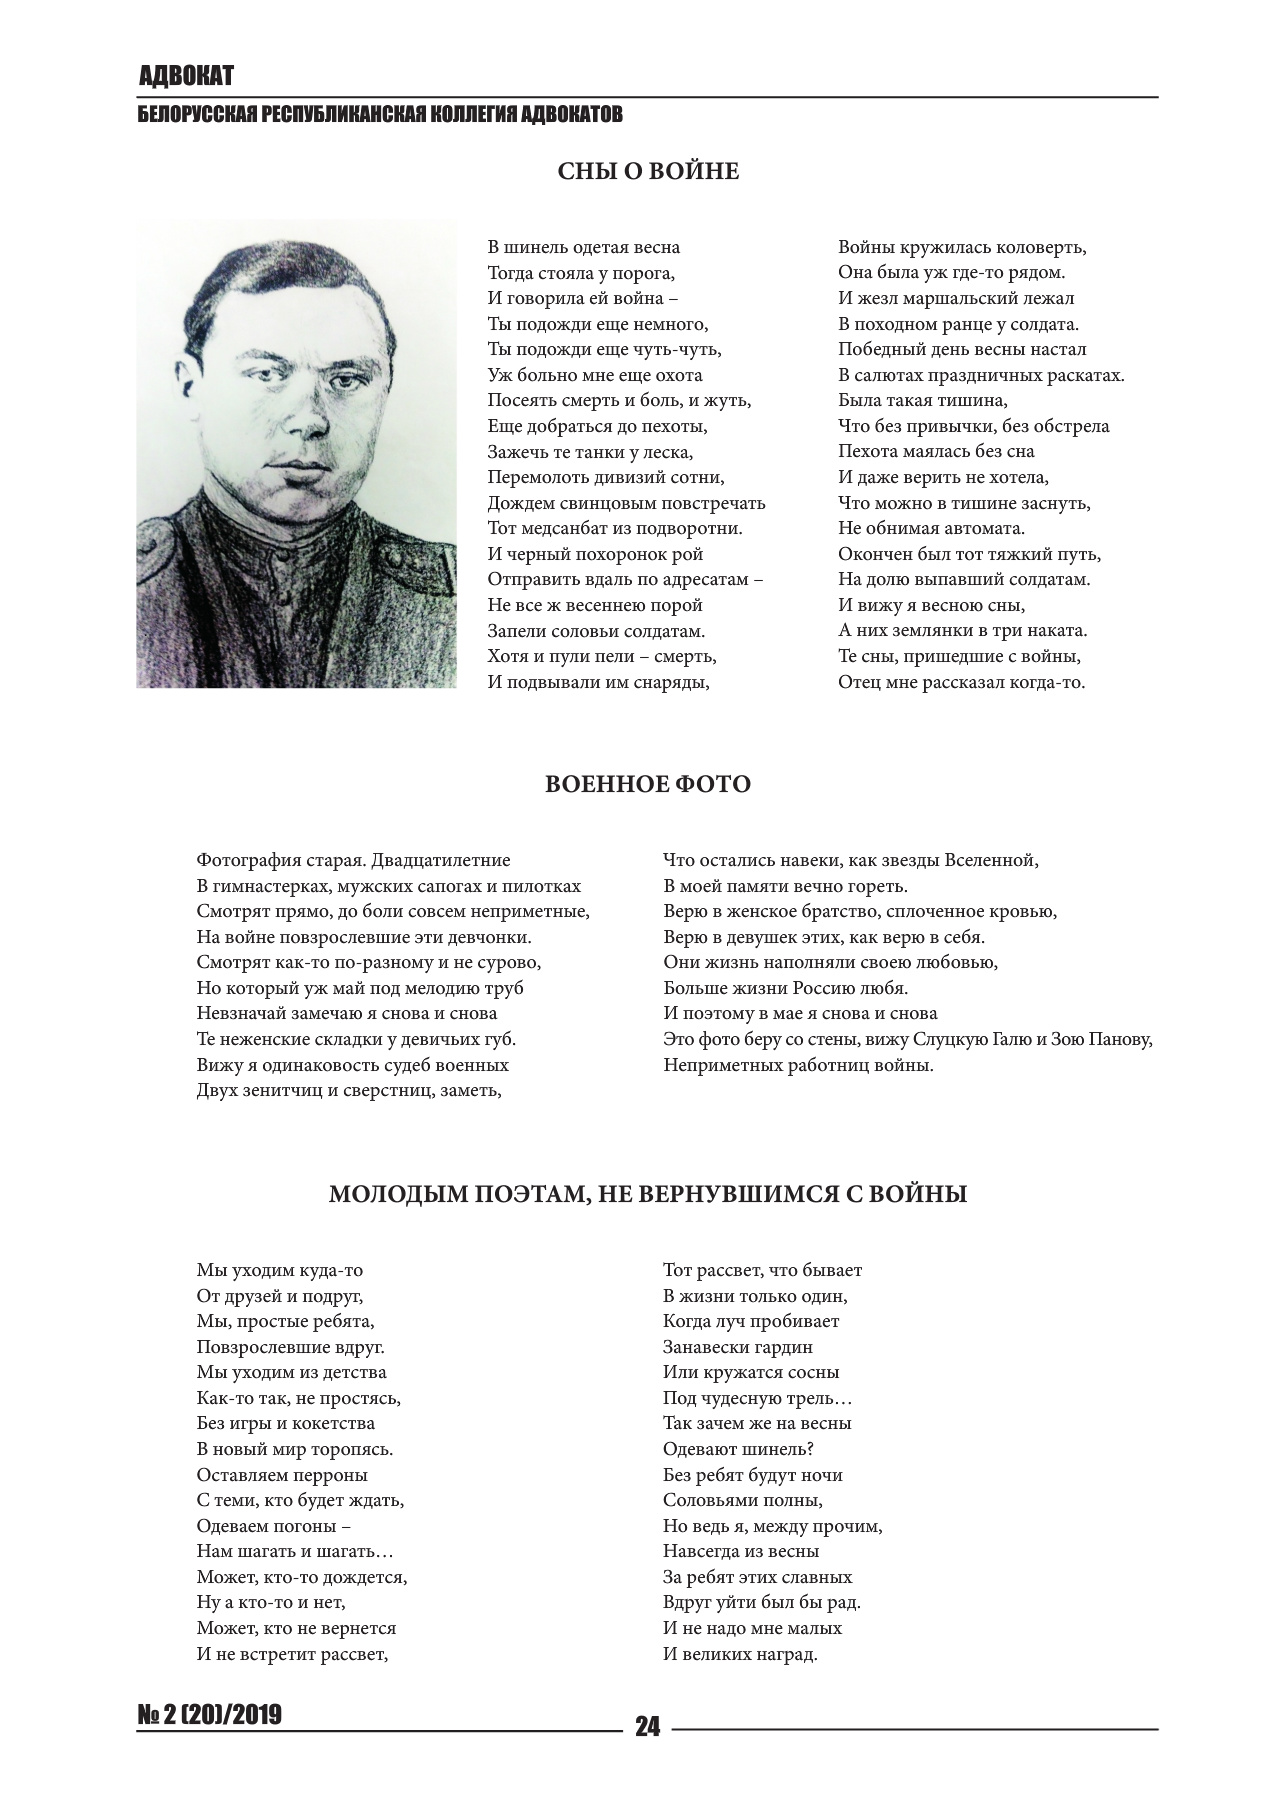 АДВОКАТ
БЕЛОРУССКАЯ РЕСПУБЛИКАНСКАЯ КОЛЛЕГИЯ АДВОКАТОВ
СНЫ О ВОЙНЕ
В шинель одетая весна
Тогда стояла у порога,
И говорила ей война –
Ты подожди еще немного,
Ты подожди еще чуть-чуть,
Уж больно мне еще охота
Посеять смерть и боль, и жуть,
Еще добраться до пехоты,
Зажечь те танки у леска,
Перемолоть дивизий сотни,
Дождем свинцовым повстречать
Тот медсанбат из подворотни.
И черный похоронок рой
Отправить вдаль по адресатам –
Не все ж весеннею порой
Запели соловьи солдатам.
Хотя и пули пели – смерть,
И подвывали им снаряды,
Войны кружилась коловерть,
Она была уж где-то рядом.
И жезл маршальский лежал
В походном ранце у солдата.
Победный день весны настал
В салютах праздничных раскатах.
Была такая тишина,
Что без привычки, без обстрела
Пехота маялась без сна
И даже верить не хотела,
Что можно в тишине заснуть,
Не обнимая автомата.
Окончен был тот тяжкий путь,
На долю выпавший солдатам.
И вижу я весною сны,
А них землянки в три наката.
Те сны, пришедшие с войны,
Отец мне рассказал когда-то.
ВОЕННОЕ ФОТО
Фотография старая. Двадцатилетние
В гимнастерках, мужских сапогах и пилотках
Смотрят прямо, до боли совсем неприметные,
На войне повзрослевшие эти девчонки.
Смотрят как-то по-разному и не сурово,
Но который уж май под мелодию труб
Невзначай замечаю я снова и снова
Те неженские складки у девичьих губ.
Вижу я одинаковость судеб военных
Двух зенитчиц и сверстниц, заметь,
Что остались навеки, как звезды Вселенной,
В моей памяти вечно гореть.
Верю в женское братство, сплоченное кровью,
Верю в девушек этих, как верю в себя.
Они жизнь наполняли своею любовью,
Больше жизни Россию любя.
И поэтому в мае я снова и снова
Это фото беру со стены, вижу Слуцкую Галю и Зою Панову,
Неприметных работниц войны.
МОЛОДЫМ ПОЭТАМ, НЕ ВЕРНУВШИМСЯ С ВОЙНЫ
Мы уходим куда-то
От друзей и подруг,
Мы, простые ребята,
Повзрослевшие вдруг.
Мы уходим из детства
Как-то так, не простясь,
Без игры и кокетства
В новый мир торопясь.
Оставляем перроны
С теми, кто будет ждать,
Одеваем погоны –
Нам шагать и шагать…
Может, кто-то дождется,
Ну а кто-то и нет,
Может, кто не вернется
И не встретит рассвет,
Тот рассвет, что бывает
В жизни только один,
Когда луч пробивает
Занавески гардин
Или кружатся сосны
Под чудесную трель…
Так зачем же на весны
Одевают шинель?
Без ребят будут ночи
Соловьями полны,
Но ведь я, между прочим,
Навсегда из весны
За ребят этих славных
Вдруг уйти был бы рад.
И не надо мне малых
И великих наград.
№ 2 (20)/2019
24